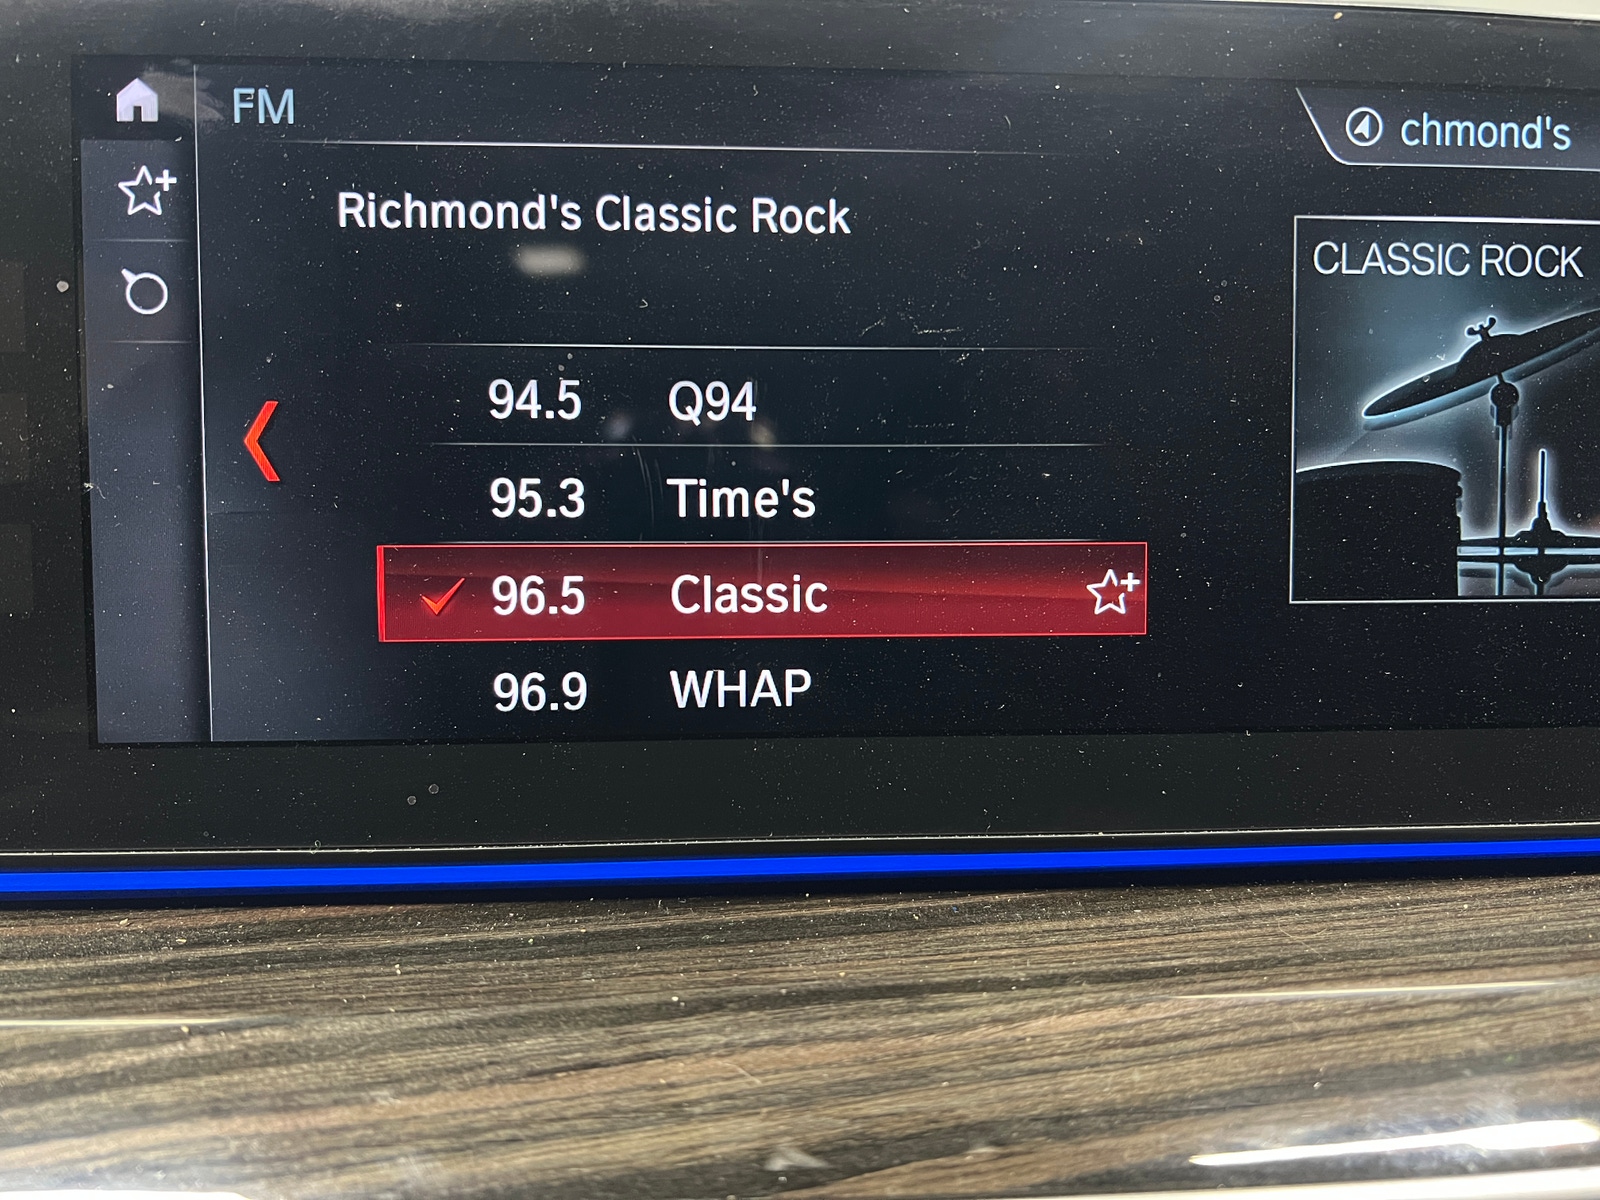 FM
chmond's
Richmond's Classic Rock
CLASSIC ROCK
94.5 Q94
95.3 Time's
96.5 Classic
96.9 WHAP